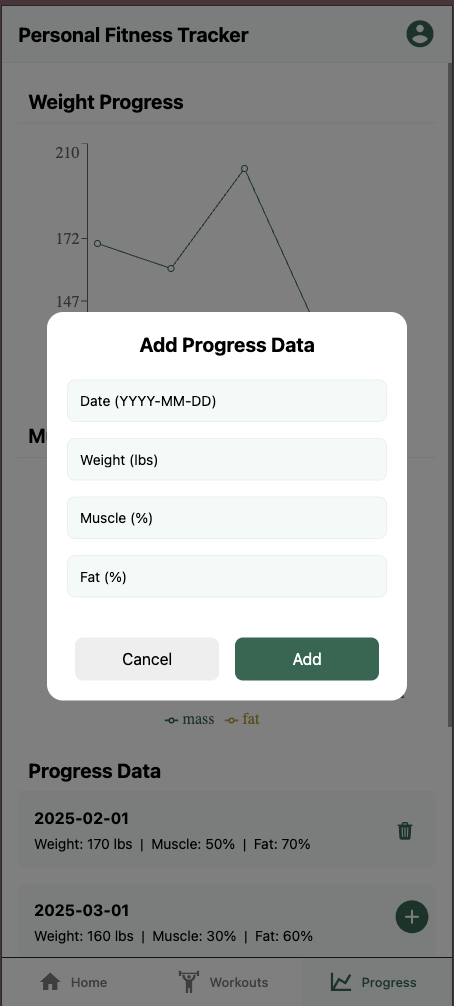 Personal Fitness Tracker
Weight Progress
210
172
147
Add Progress Data
Date (YYYY-MM-DD)
Weight (lbs)
Muscle (%)
Fat (%)
Cancel
Add
mass
fat
Progress Data
2025-02-01
Weight: 170 lbs | Muscle: 50% | Fat: 70%
2025-03-01
Weight: 160 lbs | Muscle: 30% | Fat: 60%
Home
Workouts
Progress